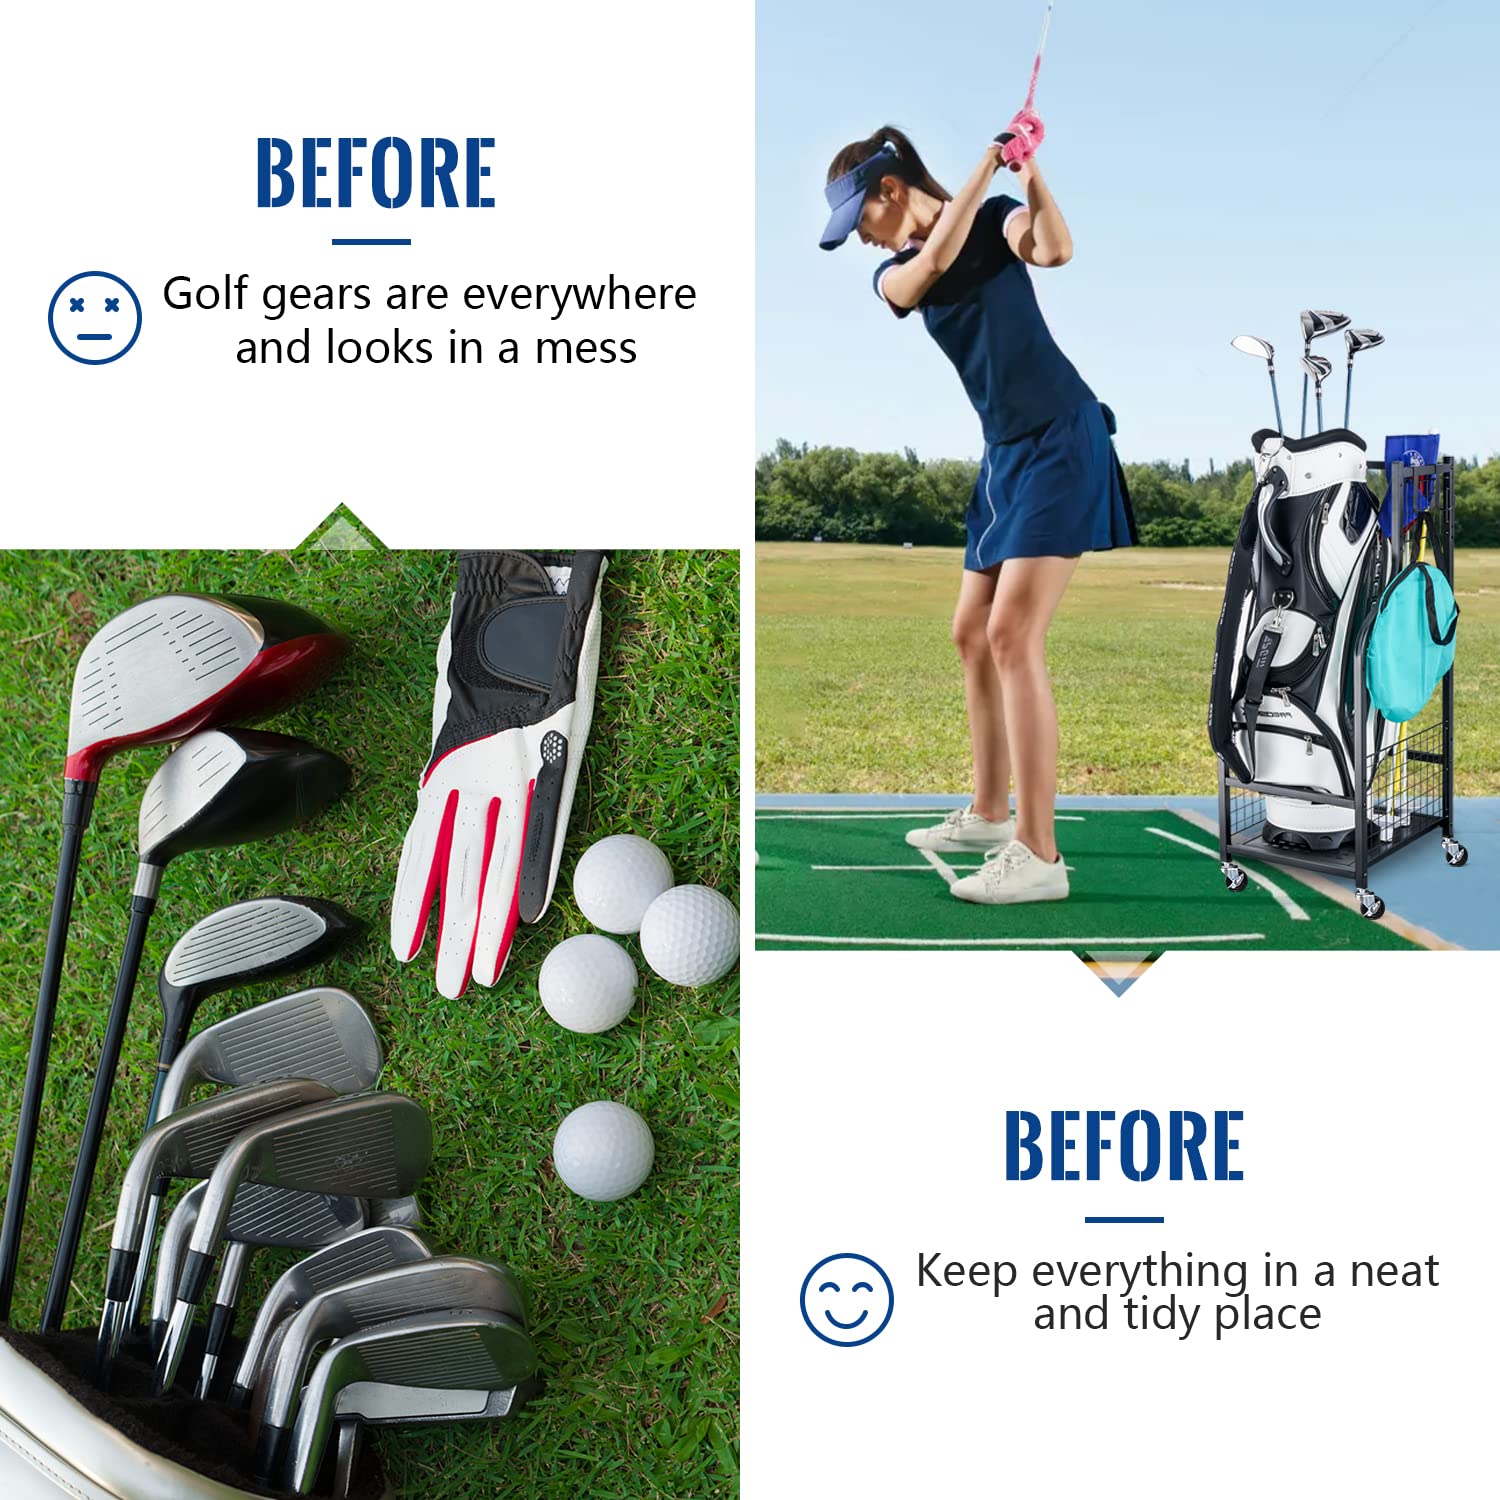 BEFORE
Golf gears are everywhere
and looks in a mess
BEFORE
Keep everything in a neat
and tidy place